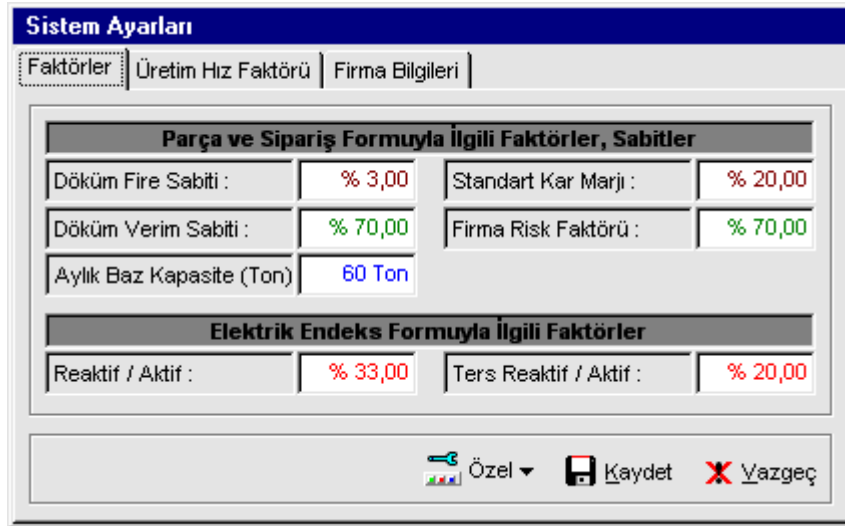 Sistem Ayarları
Faktörler Üretim Hız Faktörü Firma Bilgileri
Parça ve Sipariş Formuyla İlgili Faktörler, Sabitler
Döküm Fire Sabiti : % 3,00 Standart Kar Marjı : % 20,00
Döküm Verim Sabiti : % 70,00 Firma Risk Faktörü : % 70,00
Aylık Baz Kapasite (Ton) 60 Ton
Elektrik Endeks Formuyla İlgili Faktörler
Reaktif / Aktif : % 33,00 Ters Reaktif / Aktif : % 20,00
Özel Kaydet Vazgeç